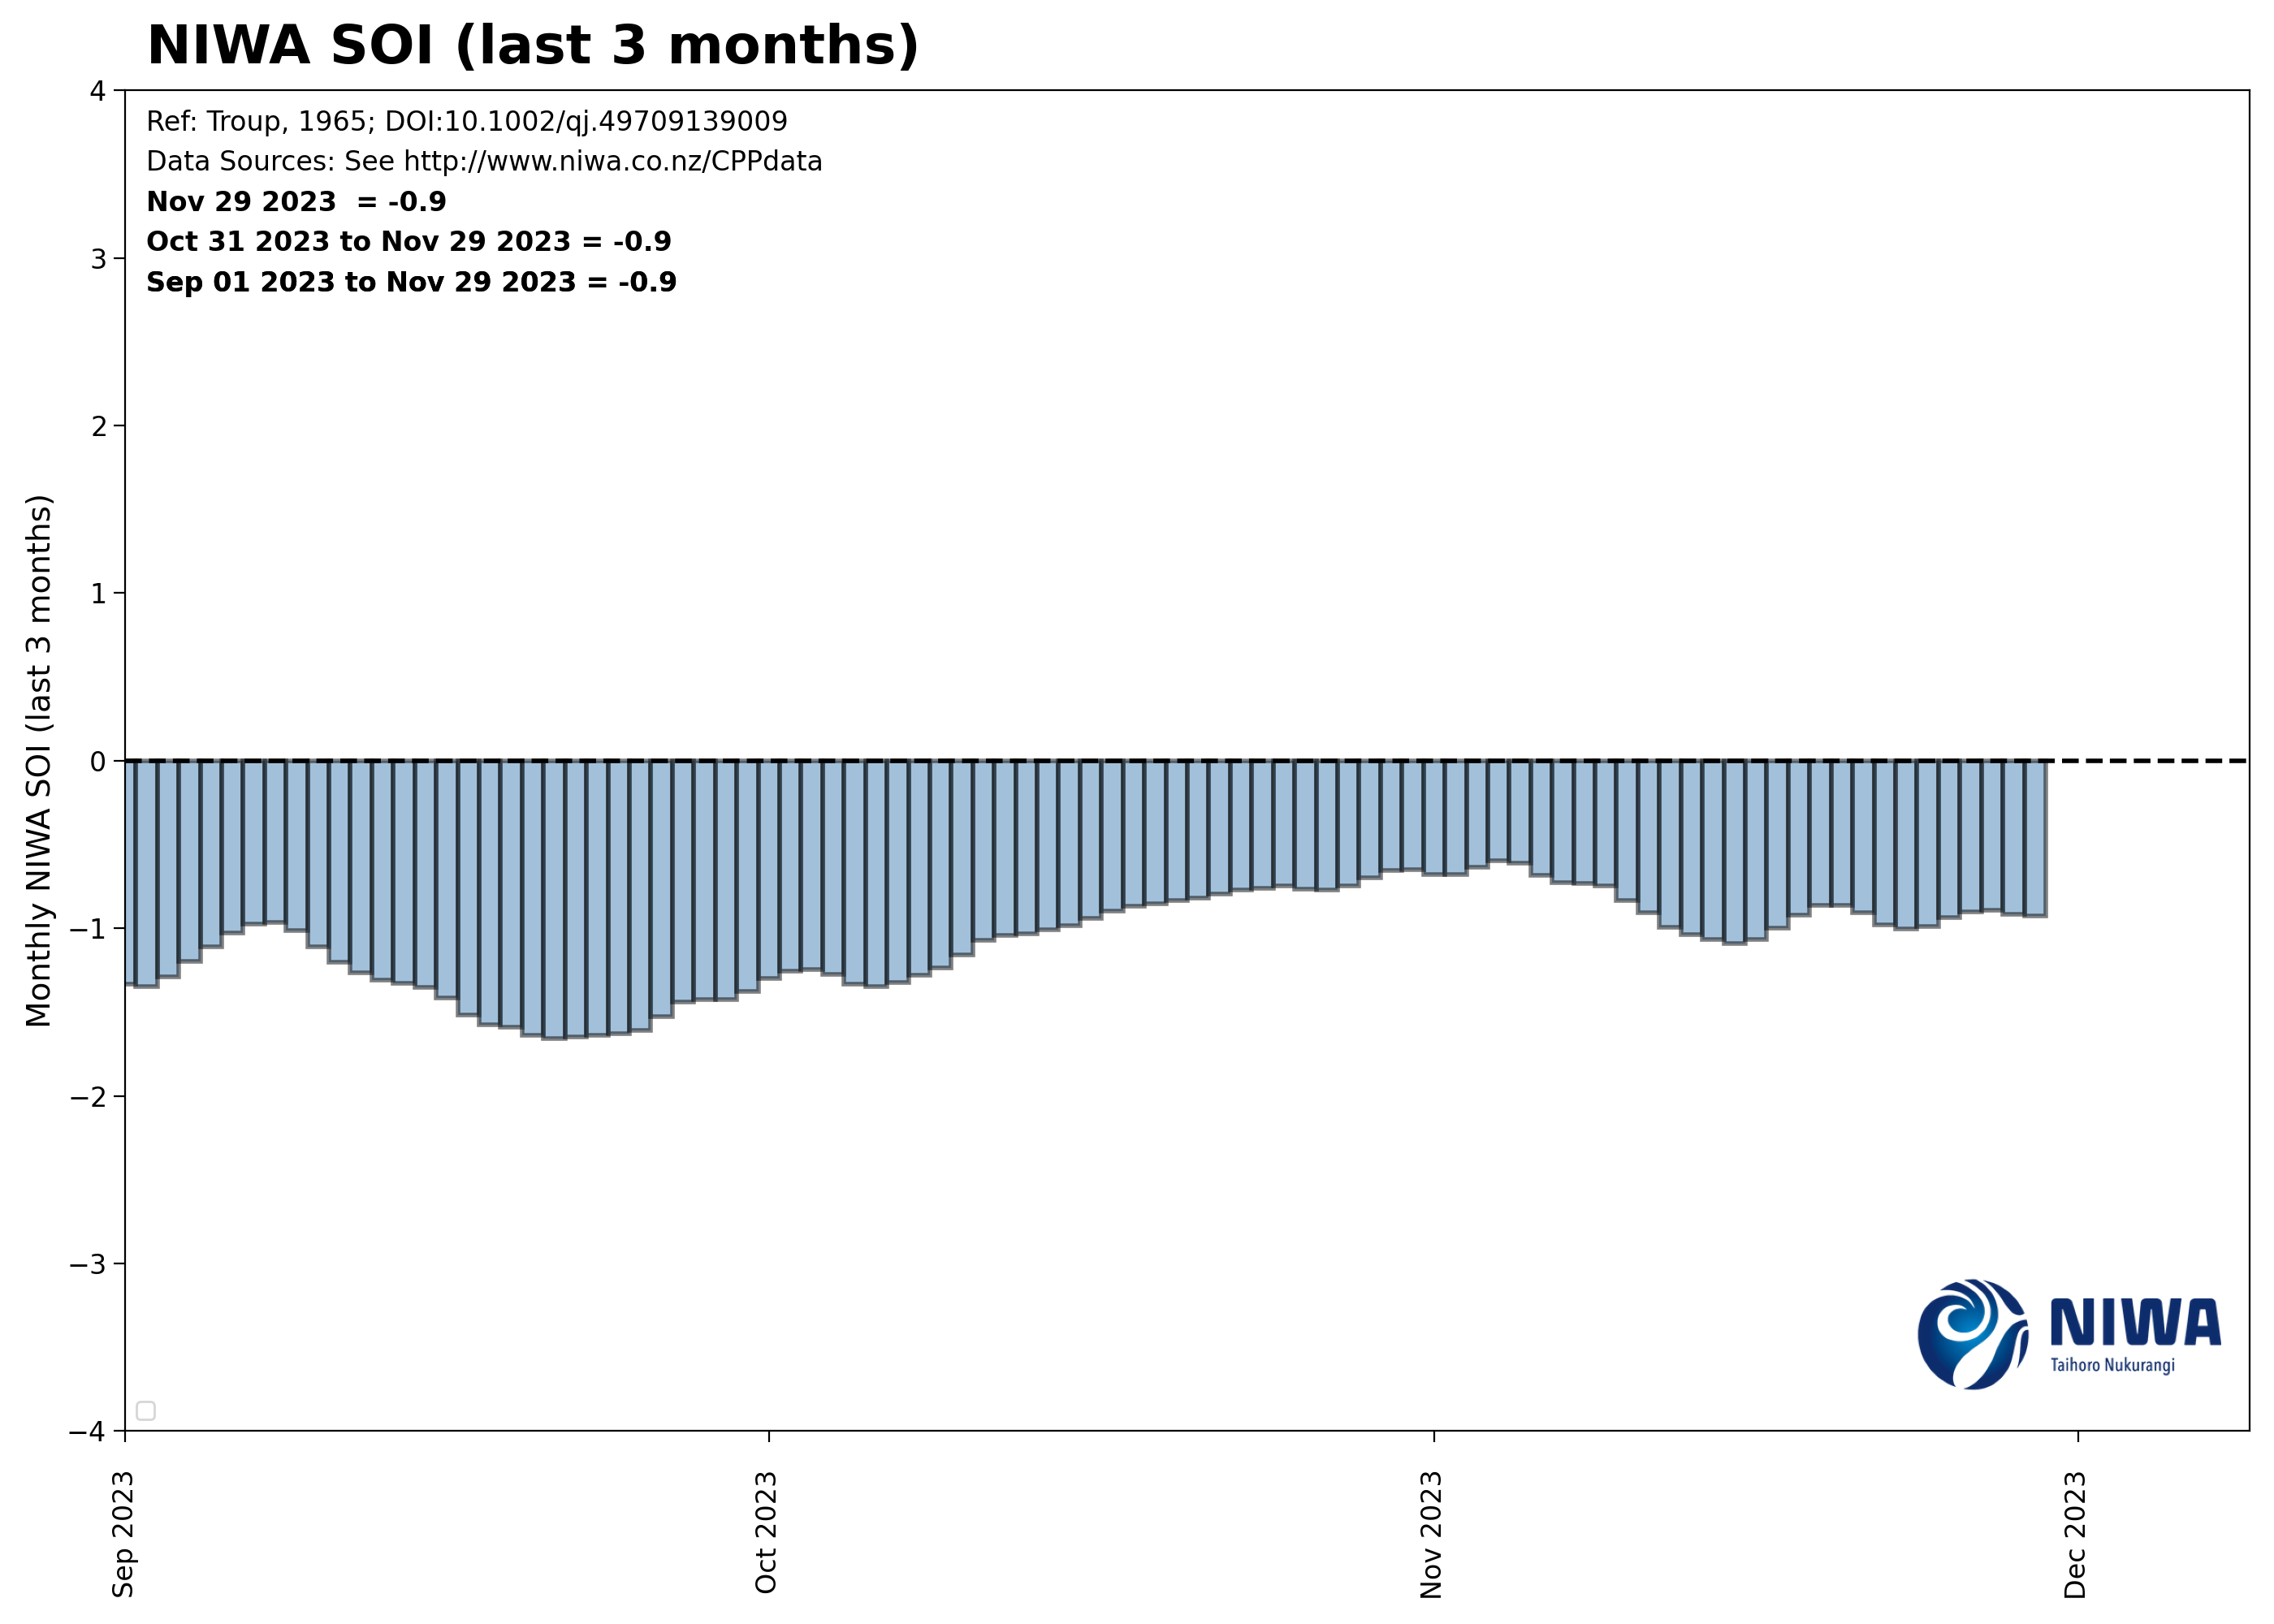 NIWA SOI (last 3 months)
Ref: Troup, 1965; DOI:10.1002/qj.49709139009
Data Sources: See http://www.niwa.co.nz/CPPdata
Nov 29 2023  = -0.9
Oct 31 2023 to Nov 29 2023 = -0.9
Sep 01 2023 to Nov 29 2023 = -0.9
Monthly NIWA SOI (last 3 months)
4
3
2
1
0
−1
−2
−3
−4
Sep 2023
Oct 2023
Nov 2023
Dec 2023
NIWA
Taihoro Nukurangi